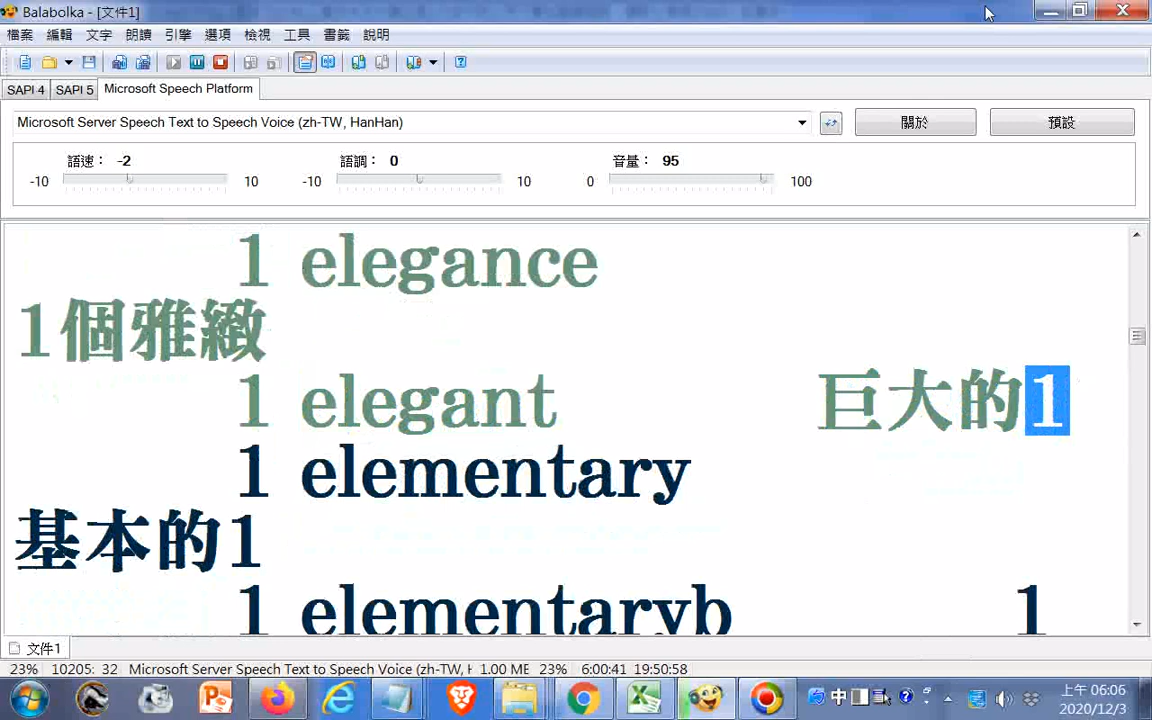 Balabolka - [文件1]
檔案 編輯 文字 朗讀 引擎 選項 檢視 工具 書籤 說明
SAPI 4 SAPI 5 Microsoft Speech Platform
Microsoft Server Speech Text to Speech Voice (zh-TW, HanHan) 關於 預設
語速： -2 語調： 0 音量： 95
-10 10 -10 10 0 100
1 elegance
1個雅緻
1 elegant 巨大的1
1 elementary
基本的1
1 elementaryb 1
文件1
23% 10205: 32 Microsoft Server Speech Text to Speech Voice (zh-TW, H 1.00 ME 23% 6:00:41 19:50:58
中 上午 06:06
2020/12/3